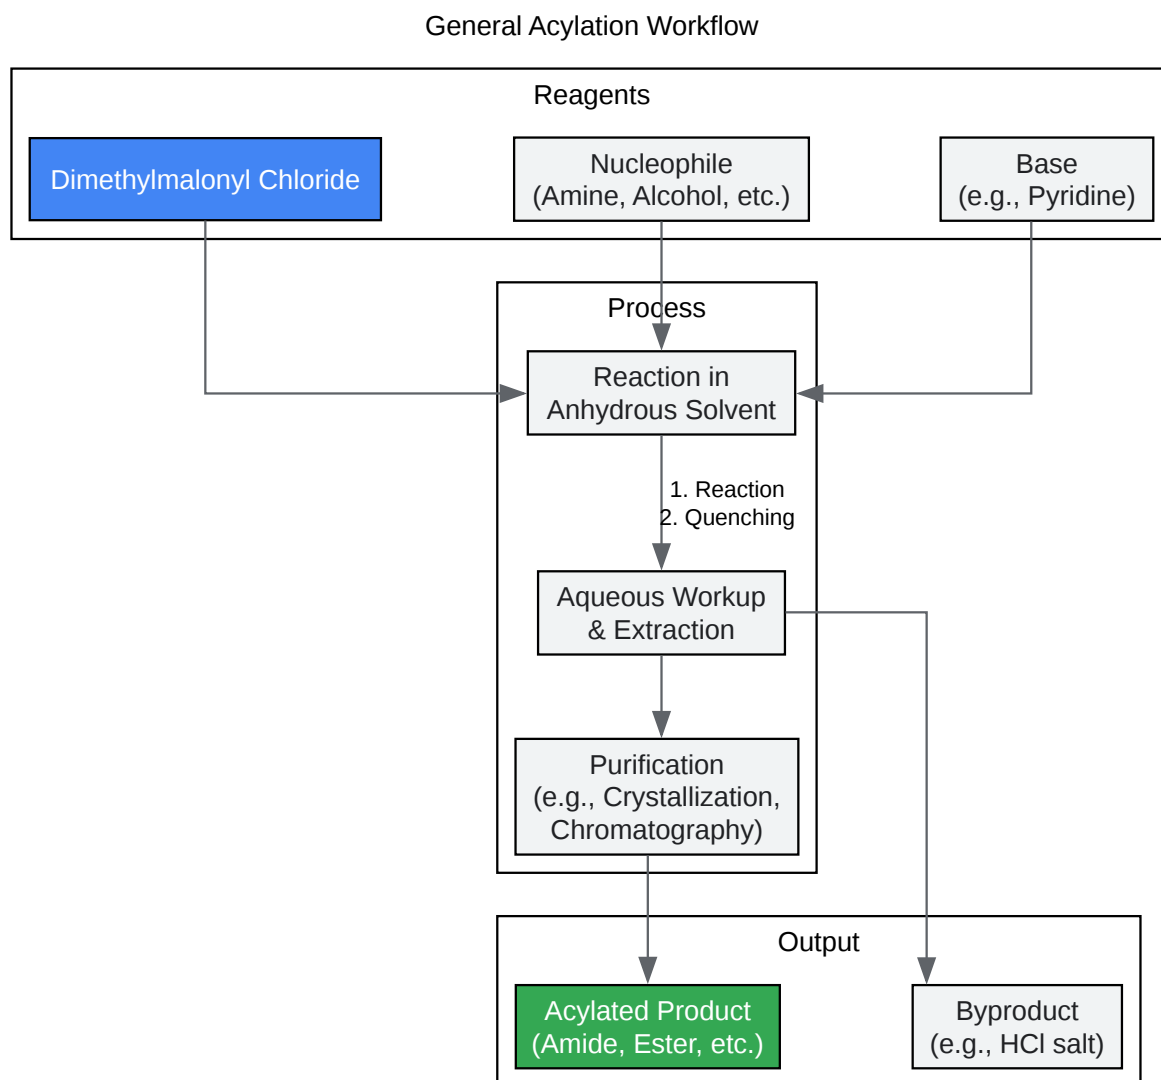 General Acylation Workflow
Reagents
Dimethylmalonyl Chloride
Nucleophile
(Amine, Alcohol, etc.)
Base
(e.g., Pyridine)
Process
Reaction in
Anhydrous Solvent
1. Reaction
2. Quenching
Aqueous Workup
& Extraction
Purification
(e.g., Crystallization,
Chromatography)
Output
Acylated Product
(Amide, Ester, etc.)
Byproduct
(e.g., HCl salt)